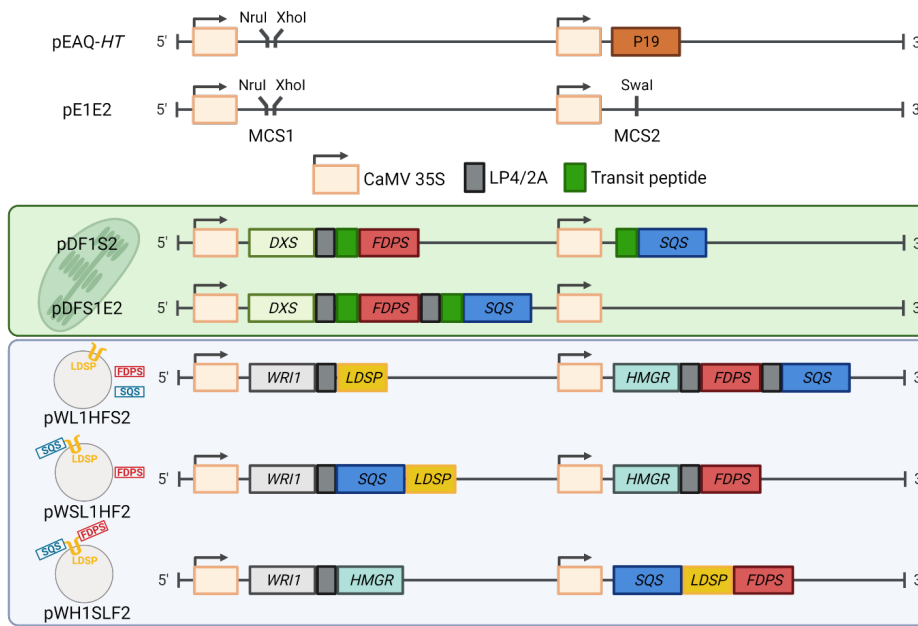 NruI XhoI
pEAQ-HT 5' P19 3
NruI XhoI SwaI
pE1E2 5' 3
MCS1 MCS2
CaMV 35S LP4/2A Transit peptide
pDF1S2 5' DXS FDPS SQS 3
pDFS1E2 5' DXS FDPS SQS 3
LDSP FDPS SQS
pWL1HFS2 5' WRI1 LDSP HMGR FDPS SQS 3
SQS LDSP FDPS
pWSL1HF2 5' WRI1 SQS LDSP HMGR FDPS 3
SQS FDPS LDSP
pWH1SLF2 5' WRI1 HMGR SQS LDSP FDPS 3